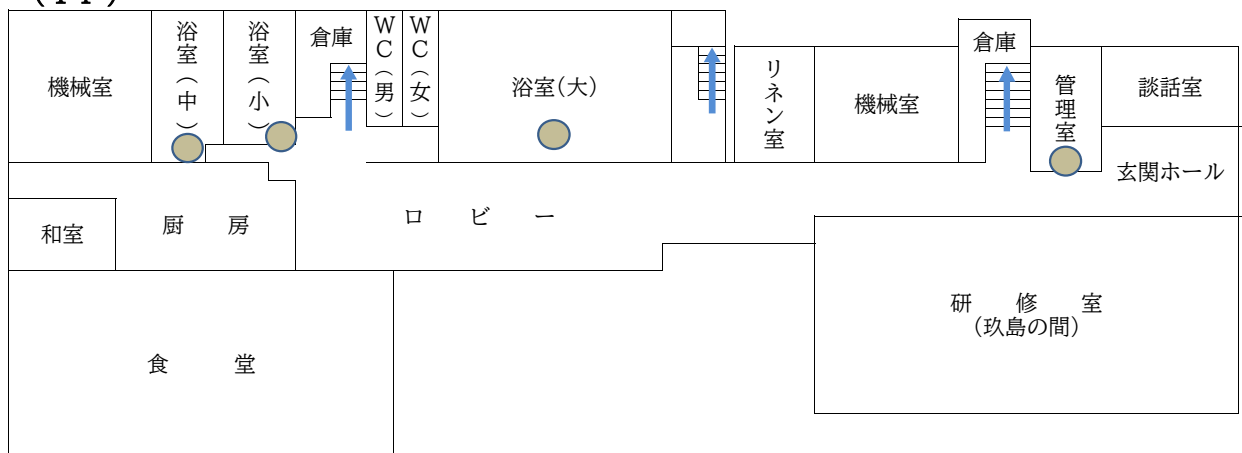 機械室
浴室（中）
浴室（小）
倉庫
WC（男）
WC（女）
浴室（大）
リネン室
機械室
倉庫
管理室
談話室
玄関ホール
和室
厨　房
ロ　ビ　ー
食　堂
研　修　室
（玖島の間）